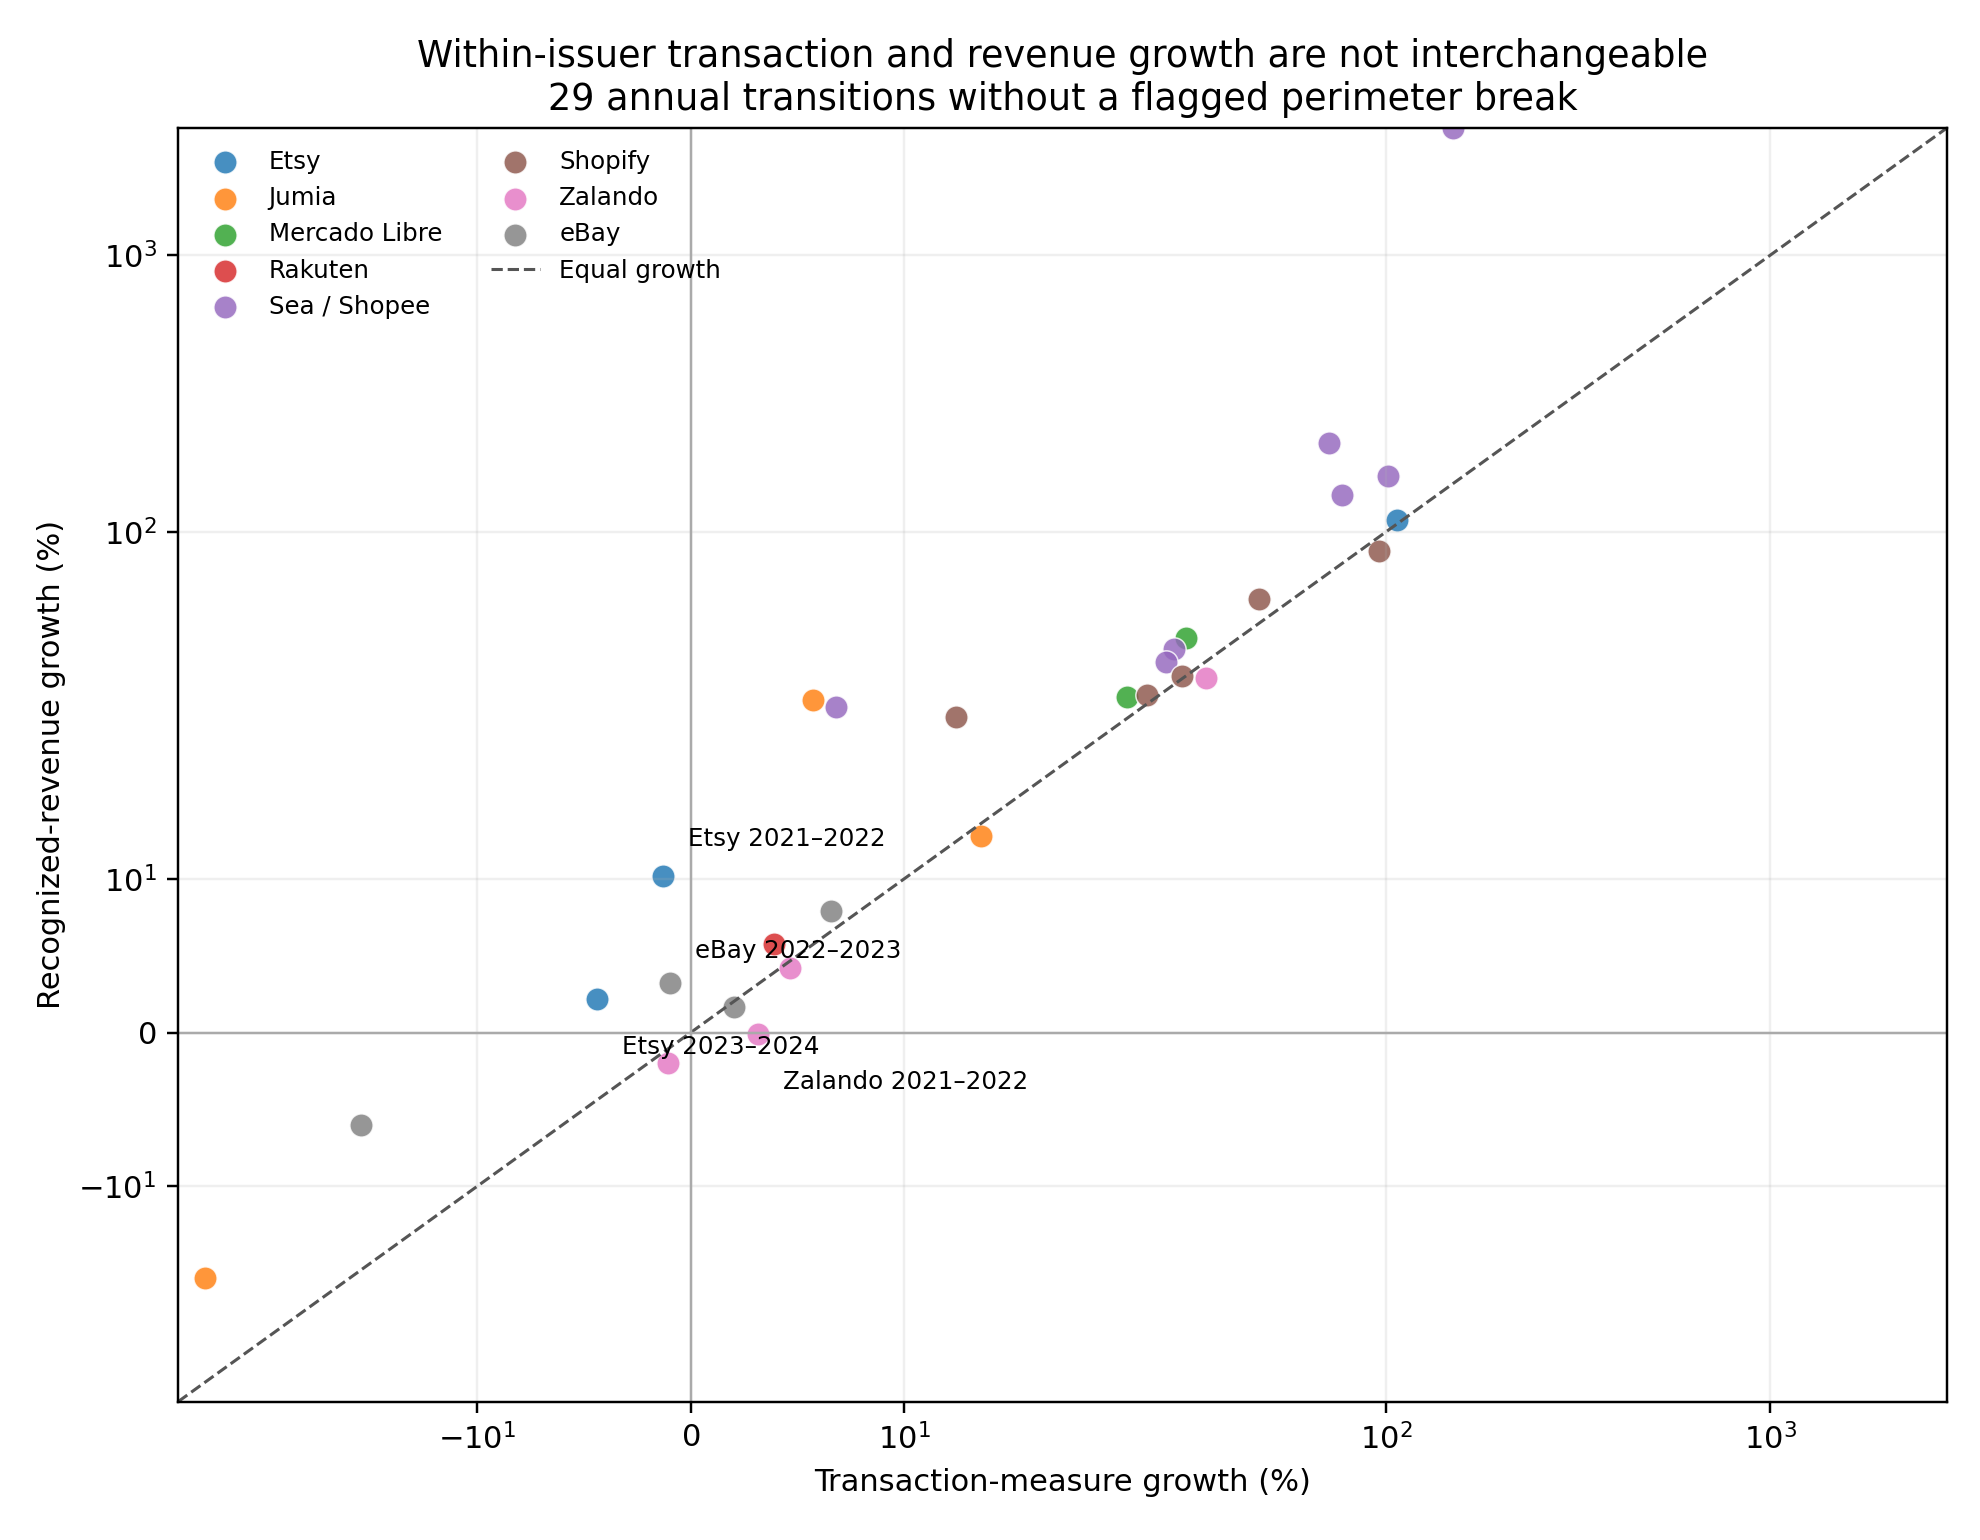 Within-issuer transaction and revenue growth are not interchangeable
29 annual transitions without a flagged perimeter break
Etsy
Jumia
Mercado Libre
Rakuten
Sea / Shopee
Shopify
Zalando
eBay
Equal growth
Recognized-revenue growth (%)
10³
10²
10¹
0
−10¹
Etsy 2021–2022
eBay 2022–2023
Etsy 2023–2024
Zalando 2021–2022
−10¹
0
10¹
10²
10³
Transaction-measure growth (%)